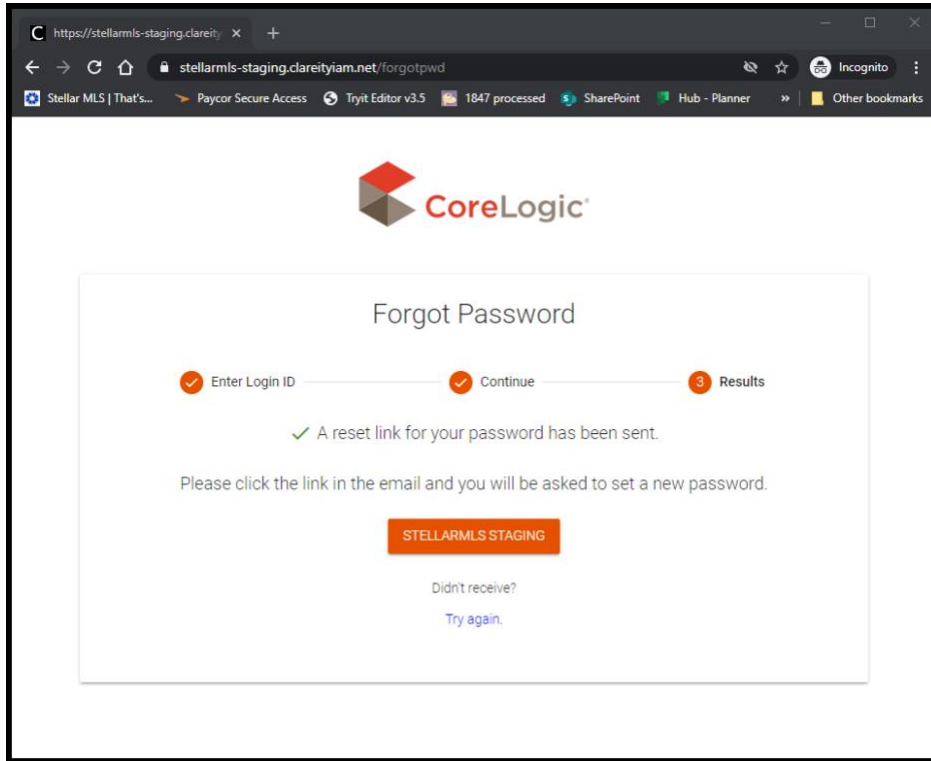 C https://stellarmls-staging.clareity
stellarmls-staging.clareityiam.net/forgotpwd Incognito
Stellar MLS | That's... Paycor Secure Access Tryit Editor v3.5 1847 processed SharePoint Hub - Planner » Other bookmarks
CoreLogic
Forgot Password
Enter Login ID Continue 3 Results
A reset link for your password has been sent.
Please click the link in the email and you will be asked to set a new password.
STELLARMLS STAGING
Didn't receive?
Try again.